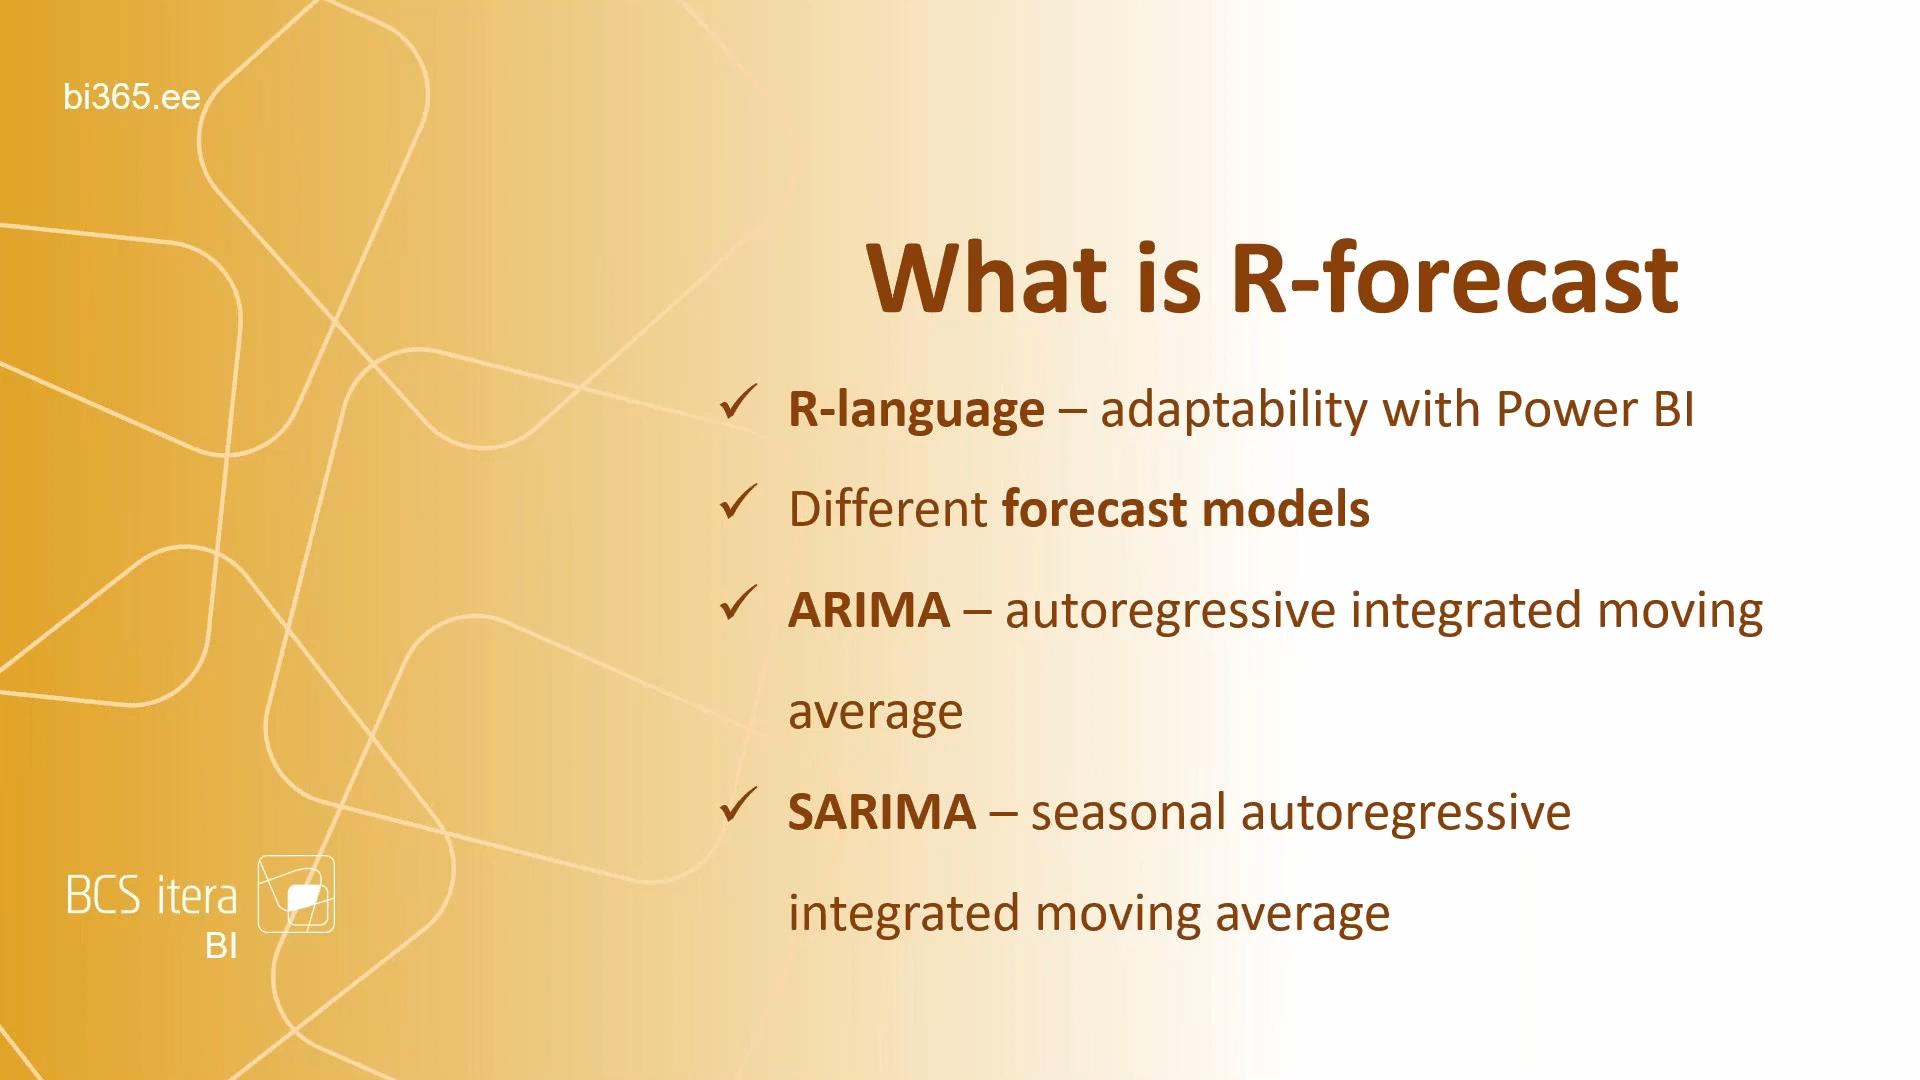 bi365.ee
What is R-forecast
✓ R-language – adaptability with Power BI
✓ Different forecast models
✓ ARIMA – autoregressive integrated moving
average
✓ SARIMA – seasonal autoregressive
integrated moving average
BCS itera
BI